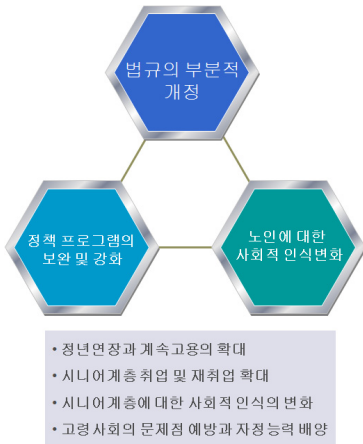 법규의 부분적
개정
정책 프로그램의
보완 및 강화
노인에 대한
사회적 인식변화
• 정년연장과 계속고용의 확대
• 시니어계층 취업 및 재취업 확대
• 시니어계층에 대한 사회적 인식의 변화
• 고령사회의 문제점 예방과 자정능력 배양